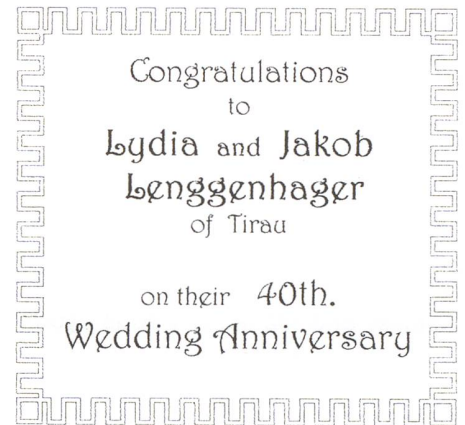 Congratulations
to
Lydia and Jakob
Lenggenhager
of Tirau
on their 40th.
Wedding Anniversary